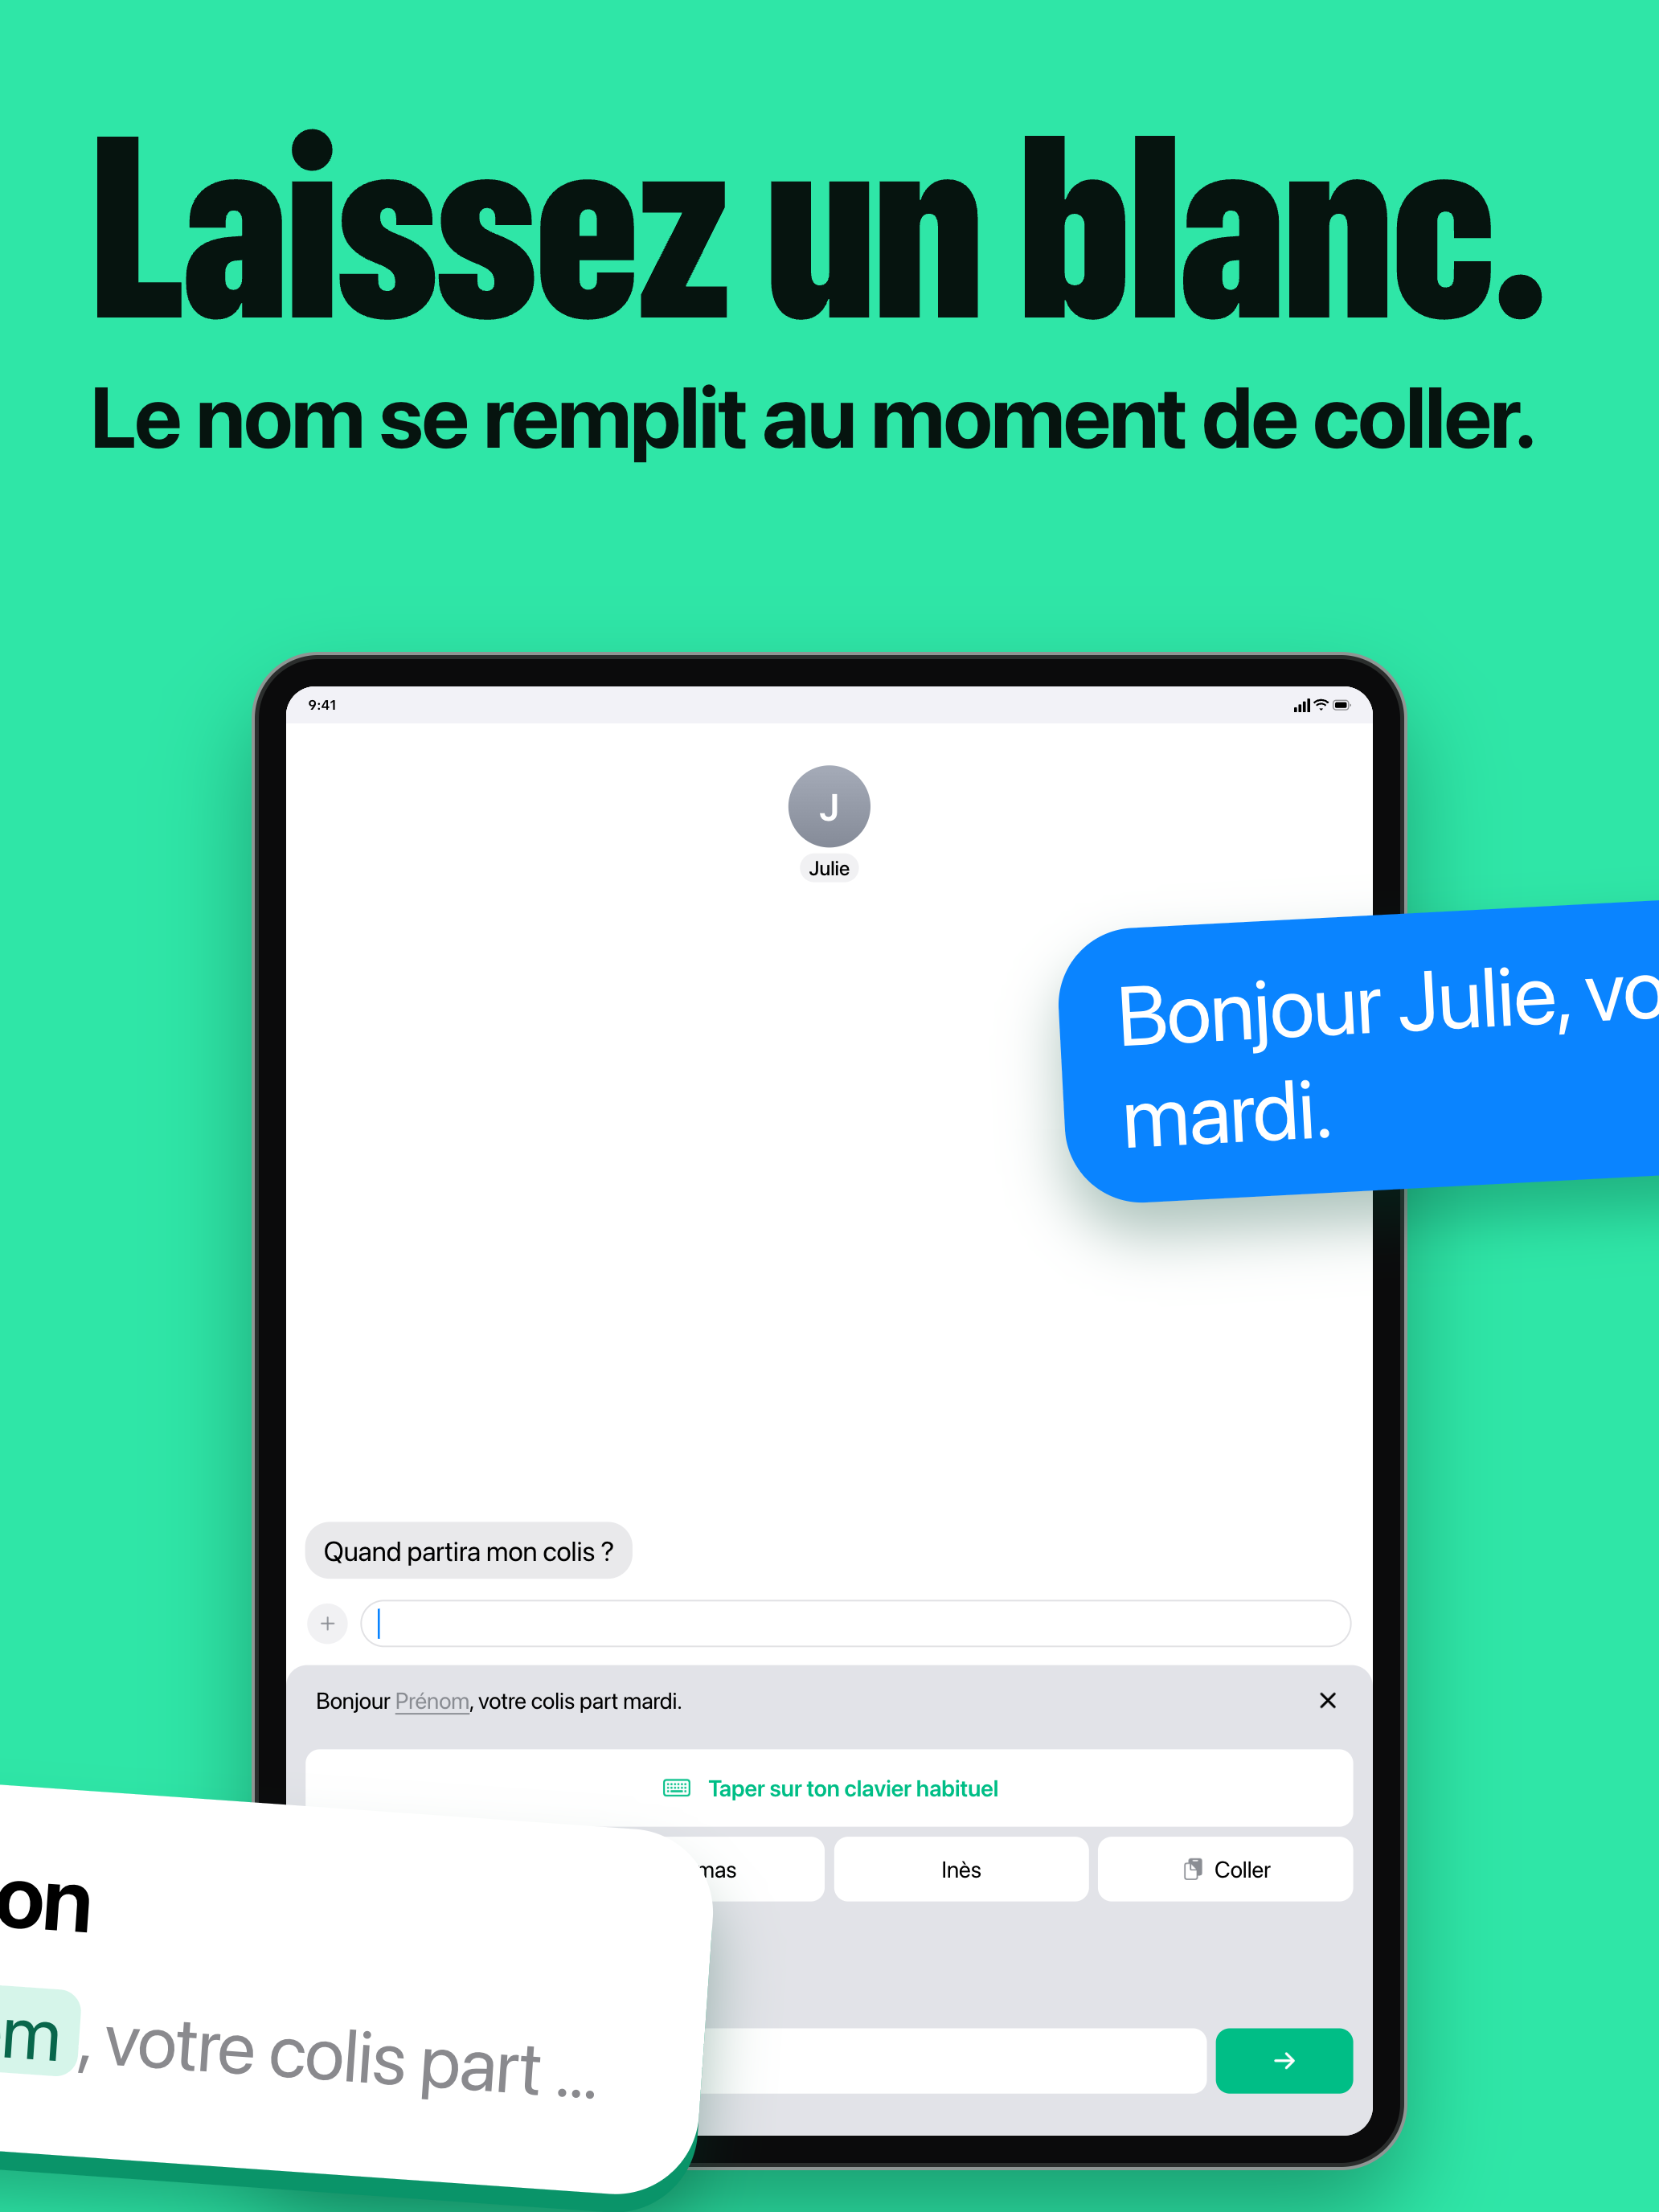 Laissez un blanc.
Le nom se remplit au moment de coller.
9:41
J
Julie
Bonjour Julie, vo
mardi.
Quand partira mon colis ?
Bonjour Prénom, votre colis part mardi.
Taper sur ton clavier habituel
mas
Inès
Coller
on
m, votre colis part ...